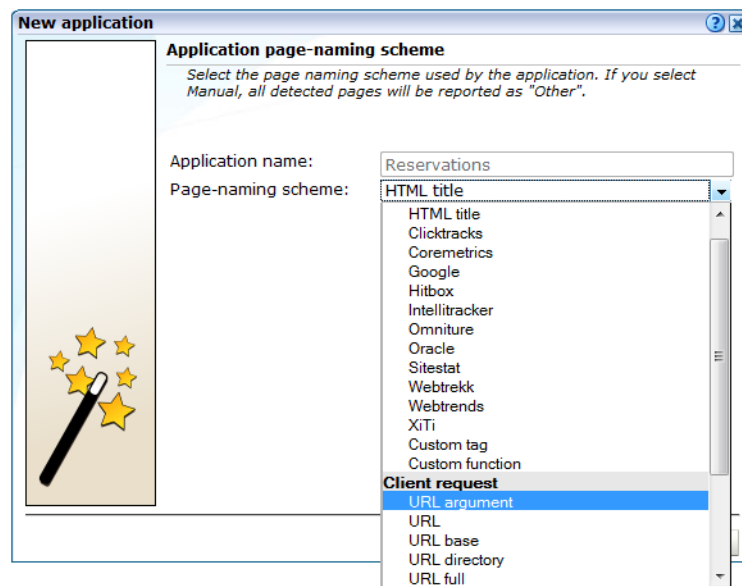 New application
Application page-naming scheme
Select the page naming scheme used by the application. If you select
Manual, all detected pages will be reported as "Other".
Application name:
Reservations
Page-naming scheme:
HTML title
HTML title
Clicktracks
Coremetrics
Google
Hitbox
Intellitracker
Omniture
Oracle
Sitestat
Webtrekk
Webtrends
XiTi
Custom tag
Custom function
Client request
URL argument
URL
URL base
URL directory
URL full